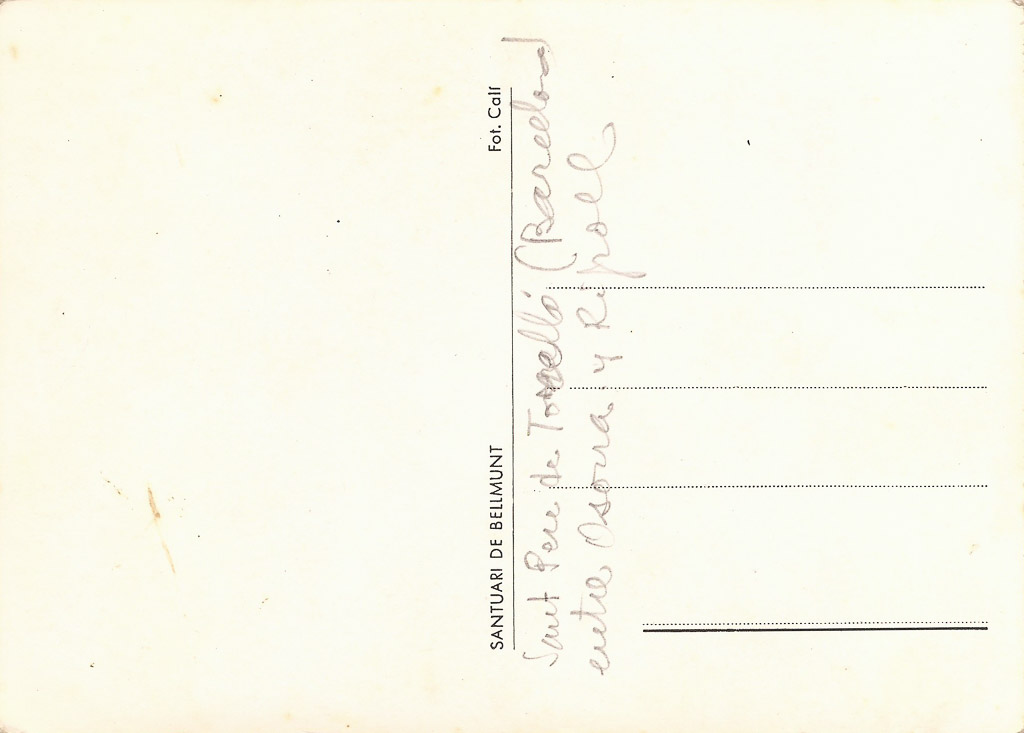 SANTUARI DE BELLMUNT
Fot. Calf
Sant Pere de Torelló (Barcelona)
entre Osona y Ripoll